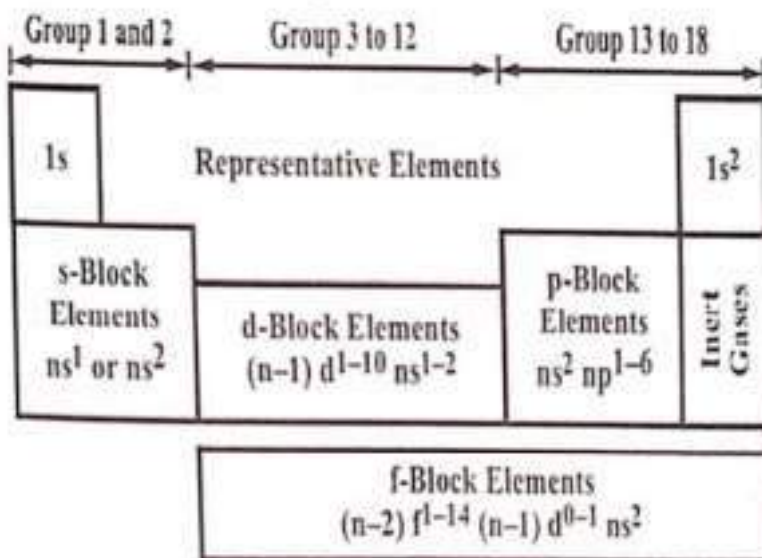 Group 1 and 2
Group 3 to 12
Group 13 to 18
1s
Representative Elements
1s²
s-Block
Elements
ns¹ or ns²
d-Block Elements
(n–1) d¹⁻¹⁰ ns¹⁻²
p-Block
Elements
ns² np¹⁻⁶
Inert
Gases
f-Block Elements
(n–2) f¹⁻¹⁴ (n–1) d⁰⁻¹ ns²